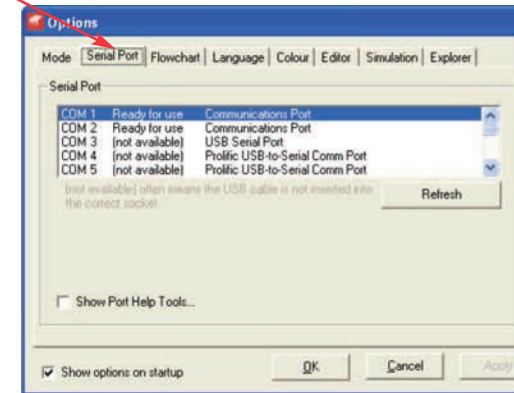 Options
Mode Serial Port Flowchart Language Colour Editor Simulation Explorer
Serial Port
COM 1 Ready for use Communications Port
COM 2 Ready for use Communications Port
COM 3 (not available) USB Serial Port
COM 4 (not available) Prolific USB-to-Serial Comm Port
COM 5 (not available) Prolific USB-to-Serial Comm Port
(not available) often means the USB cable is not inserted into
the correct socket
Refresh
Show Port Help Tools...
Show options on startup OK Cancel Apply